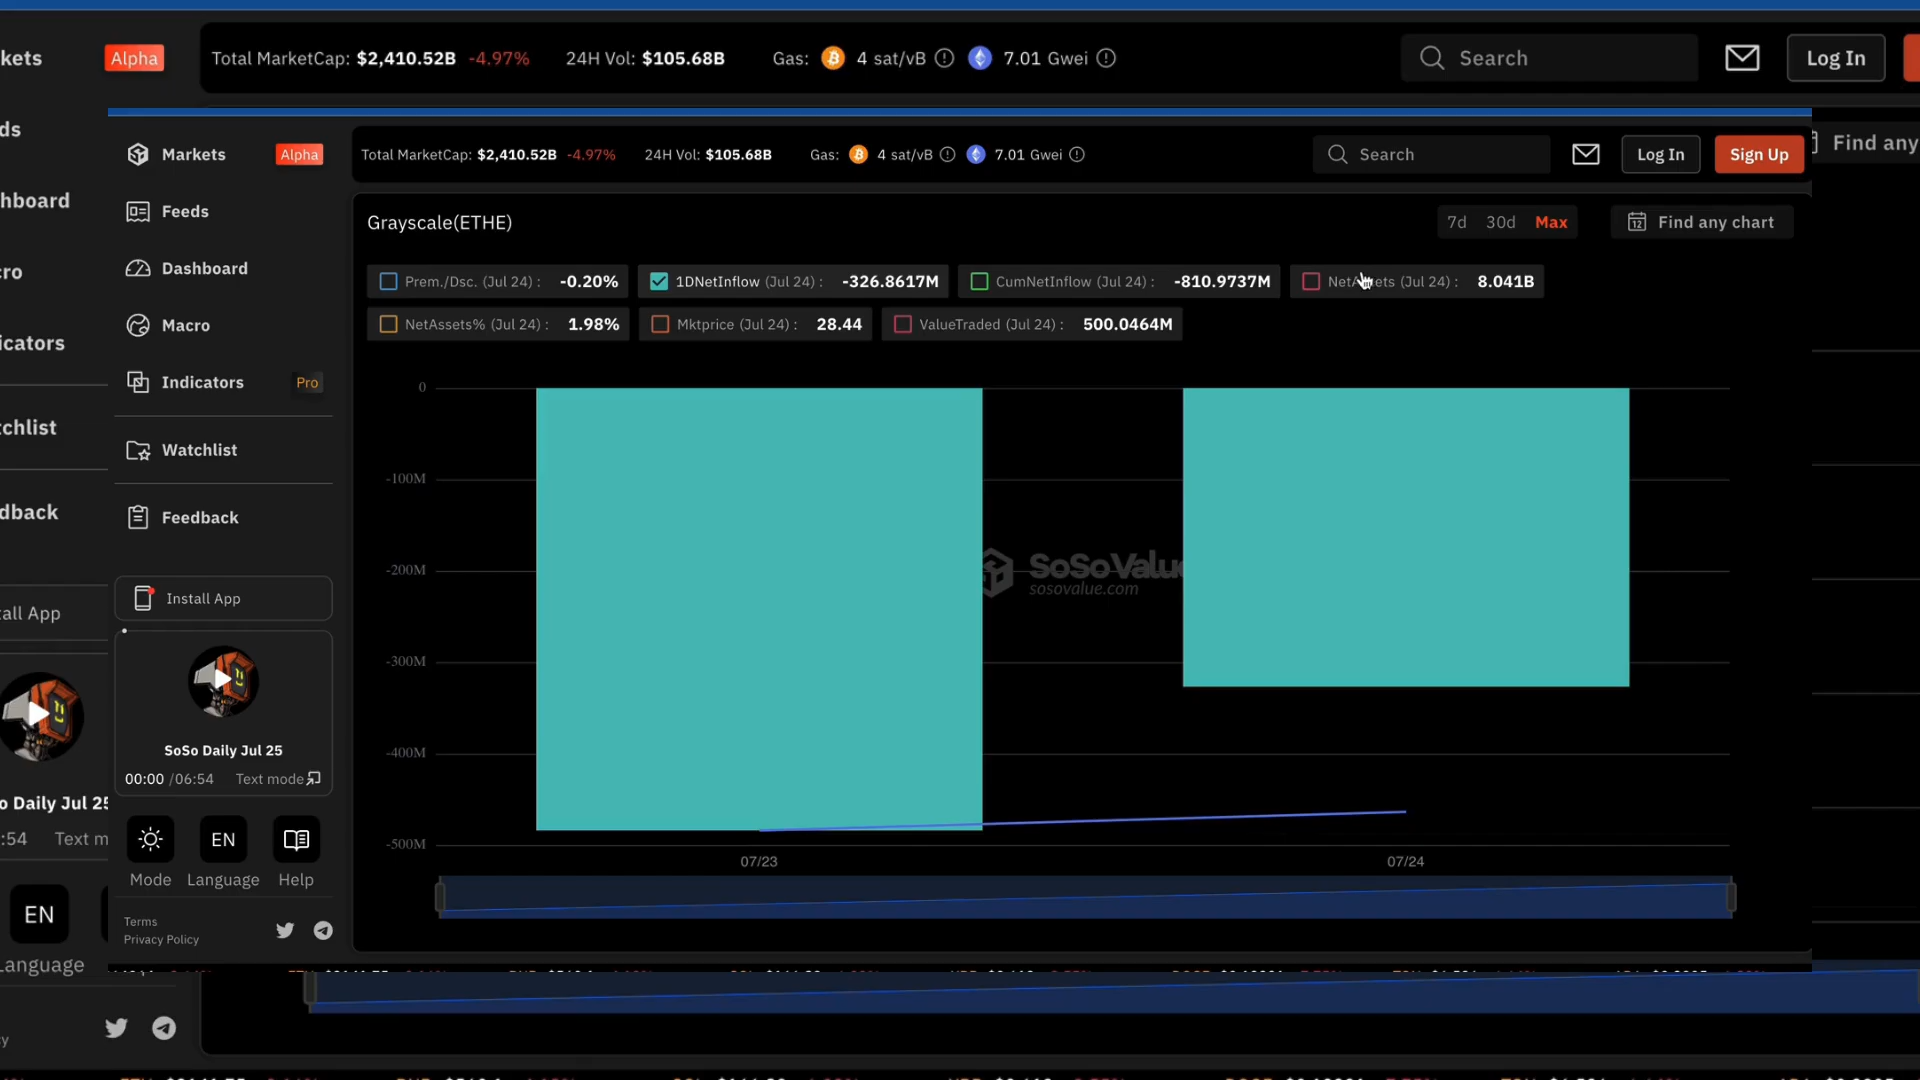 kets
Alpha
Total MarketCap: $2,410.52B -4.97%
24H Vol: $105.68B
Gas: 4 sat/vB 7.01 Gwei
Search
Log In
ds
hboard
ro
icators
chlist
dback
all App
o Daily Jul 25
:54 Text m
EN
anguage
cy
Find any
Markets
Alpha
Feeds
Dashboard
Macro
Indicators
Pro
Watchlist
Feedback
Install App
SoSo Daily Jul 25
00:00 /06:54 Text mode
EN
Mode Language Help
Terms
Privacy Policy
Total MarketCap: $2,410.52B -4.97%
24H Vol: $105.68B
Gas: 4 sat/vB 7.01 Gwei
Search
Log In
Sign Up
Grayscale(ETHE)
7d 30d Max
12 Find any chart
Prem./Dsc. (Jul 24) : -0.20%
1DNetInflow (Jul 24) : -326.8617M
CumNetInflow (Jul 24) : -810.9737M
(Jul 24) : 8.041B
NetAssets% (Jul 24) : 1.98%
Mktprice (Jul 24) : 28.44
ValueTraded (Jul 24) : 500.0464M
0
-100M
-200M
-300M
-400M
-500M
SoSoValue
sosovalue.com
07/23
07/24